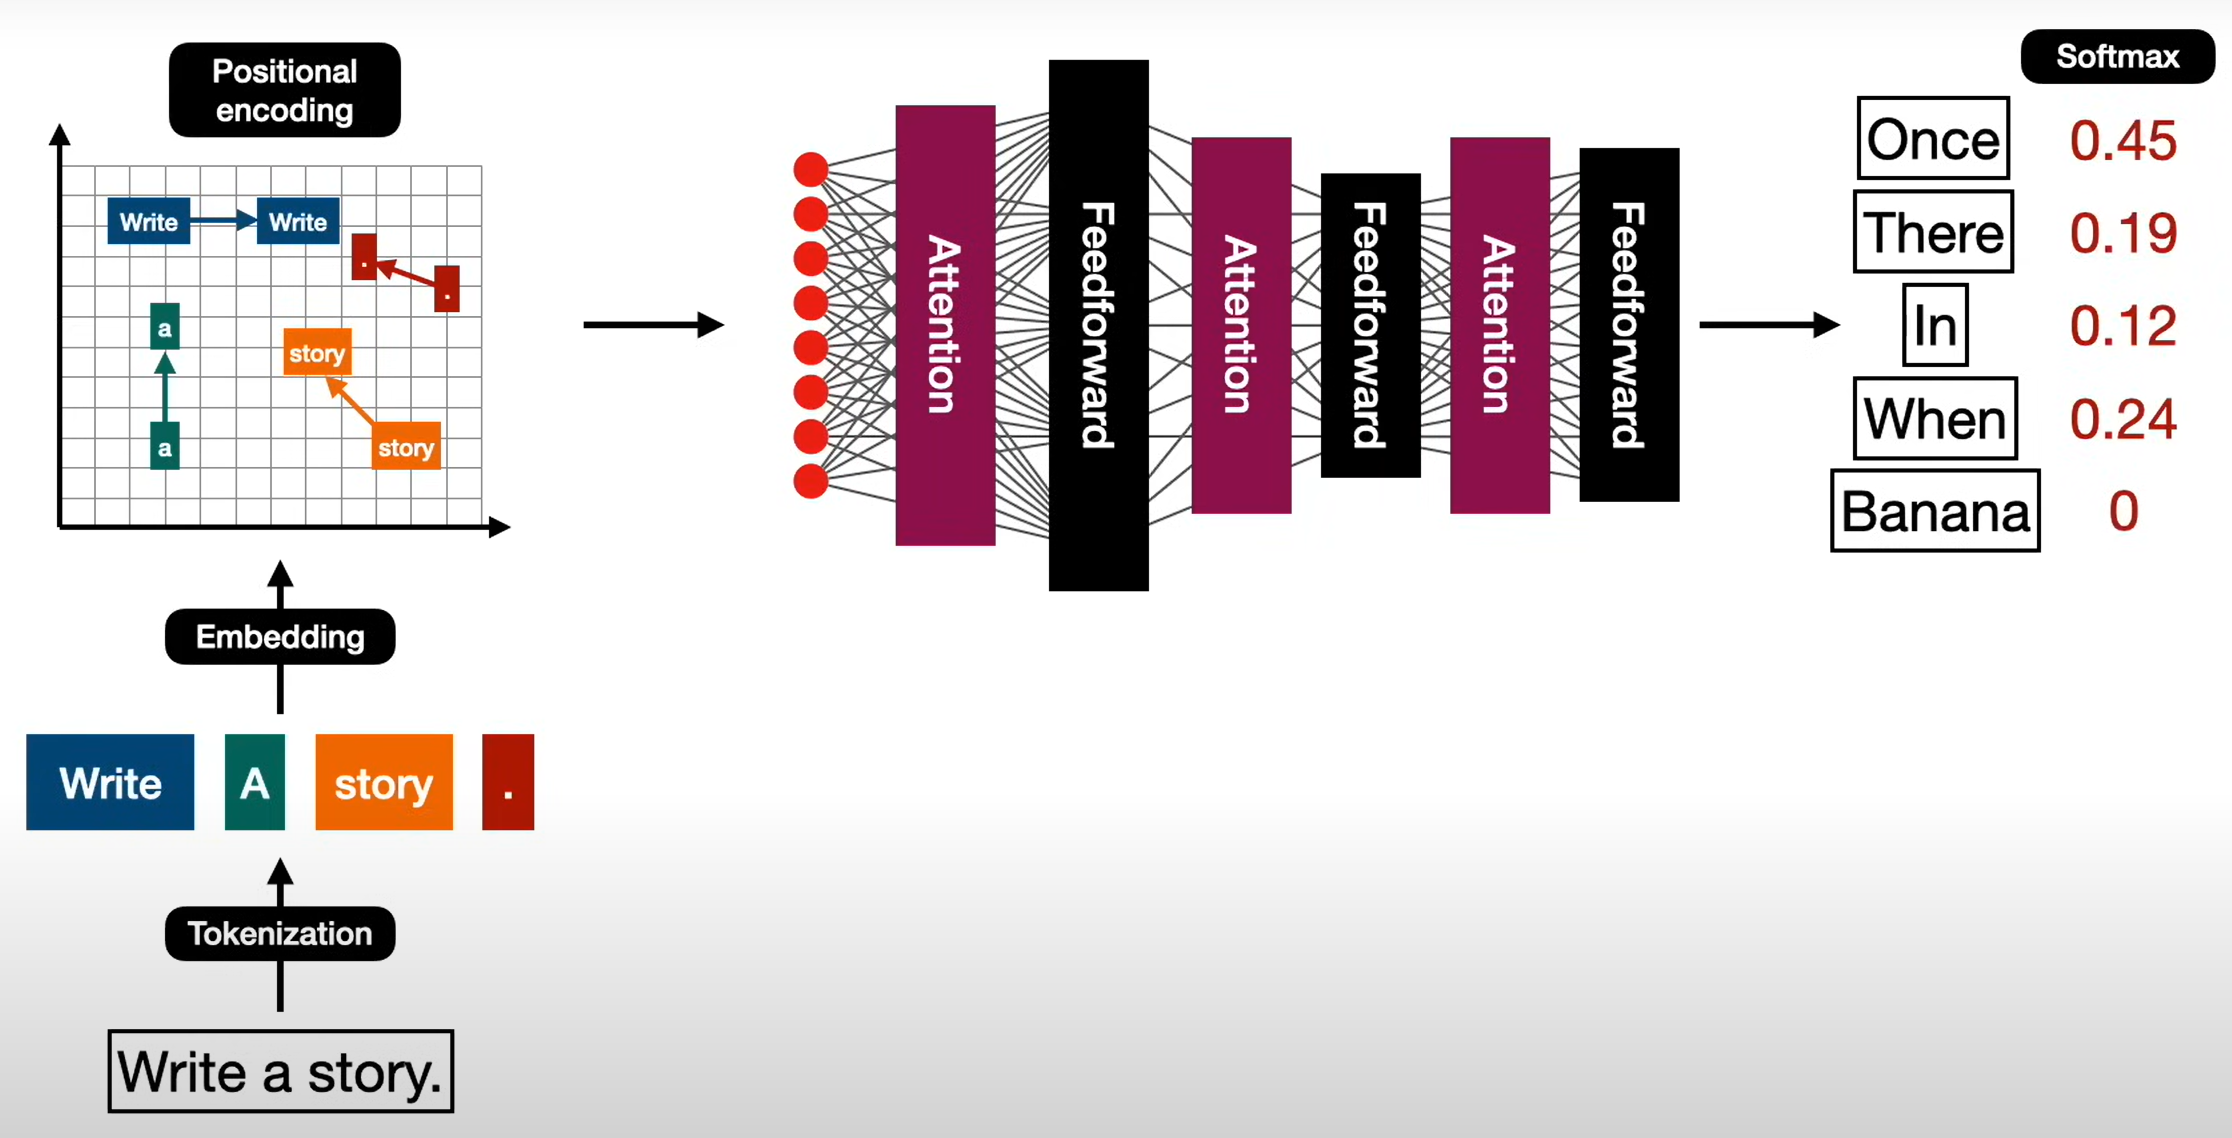 Positional
encoding
Write
Write
.
.
a
story
a
story
Embedding
Write
A
story
.
Tokenization
Write a story.
Attention
Feedforward
Attention
Feedforward
Attention
Feedforward
Softmax
Once 0.45
There 0.19
In 0.12
When 0.24
Banana 0